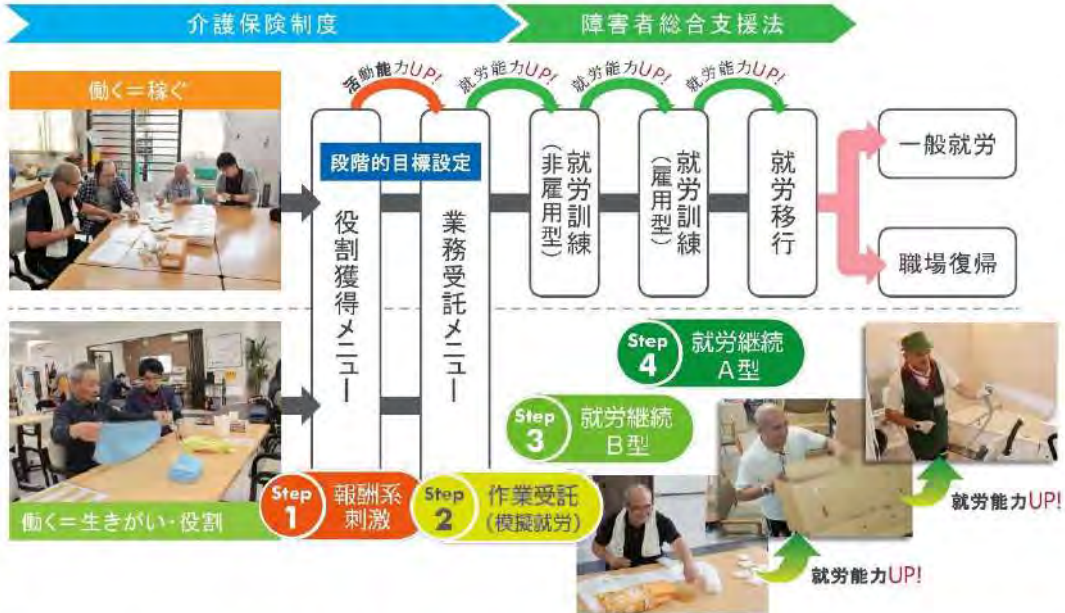 介護保険制度
障害者総合支援法
働く=稼ぐ
活動能力UP!
就労能力UP!
就労能力UP!
就労能力UP!
段階的目標設定
役割獲得メニュー
業務受託メニュー
就労訓練
(非雇用型)
就労訓練
(雇用型)
就労移行
一般就労
職場復帰
働く=生きがい・役割
Step
1
報酬系
刺激
Step
2
作業受託
(模擬就労)
Step
3
就労継続
B型
Step
4
就労継続
A型
就労能力UP!
就労能力UP!